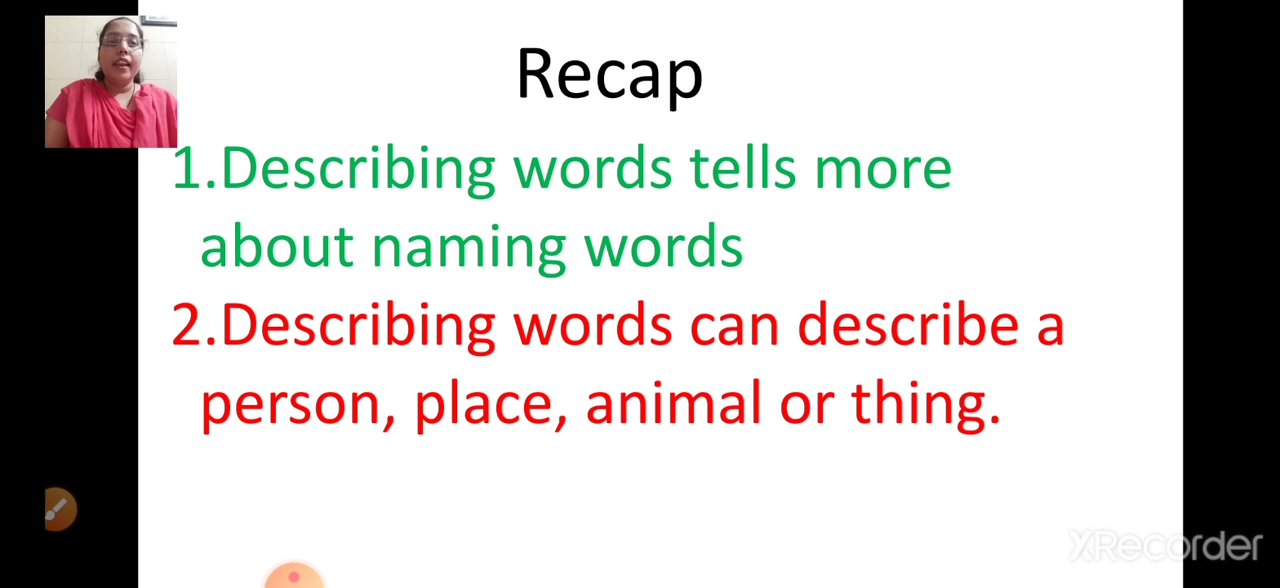 Recap
1.Describing words tells more
about naming words
2.Describing words can describe a
person, place, animal or thing.
XRecorder